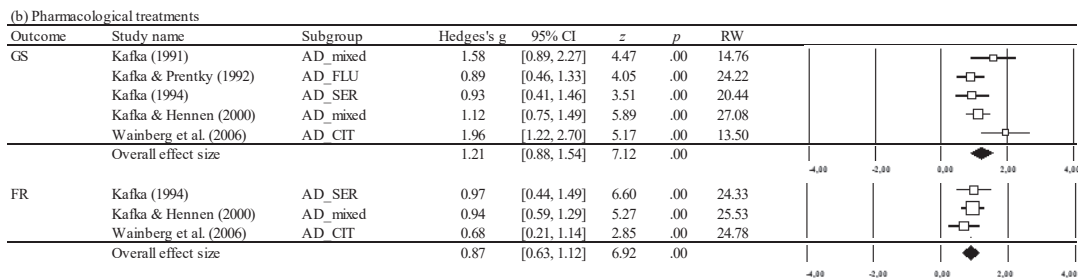 (b) Pharmacological treatments
Outcome Study name Subgroup Hedges's g 95% CI z p RW
GS Kafka (1991) AD_mixed 1.58 [0.89, 2.27] 4.47 .00 14.76
Kafka & Prentky (1992) AD_FLU 0.89 [0.46, 1.33] 4.05 .00 24.22
Kafka (1994) AD_SER 0.93 [0.41, 1.46] 3.51 .00 20.44
Kafka & Hennen (2000) AD_mixed 1.12 [0.75, 1.49] 5.89 .00 27.08
Wainberg et al. (2006) AD_CIT 1.96 [1.22, 2.70] 5.17 .00 13.50
Overall effect size 1.21 [0.88, 1.54] 7.12 .00
-4,00 -2,00 0,00 2,00 4,00
FR Kafka (1994) AD_SER 0.97 [0.44, 1.49] 6.60 .00 24.33
Kafka & Hennen (2000) AD_mixed 0.94 [0.59, 1.29] 5.27 .00 25.53
Wainberg et al. (2006) AD_CIT 0.68 [0.21, 1.14] 2.85 .00 24.78
Overall effect size 0.87 [0.63, 1.12] 6.92 .00
-4,00 -2,00 0,00 2,00 4,00